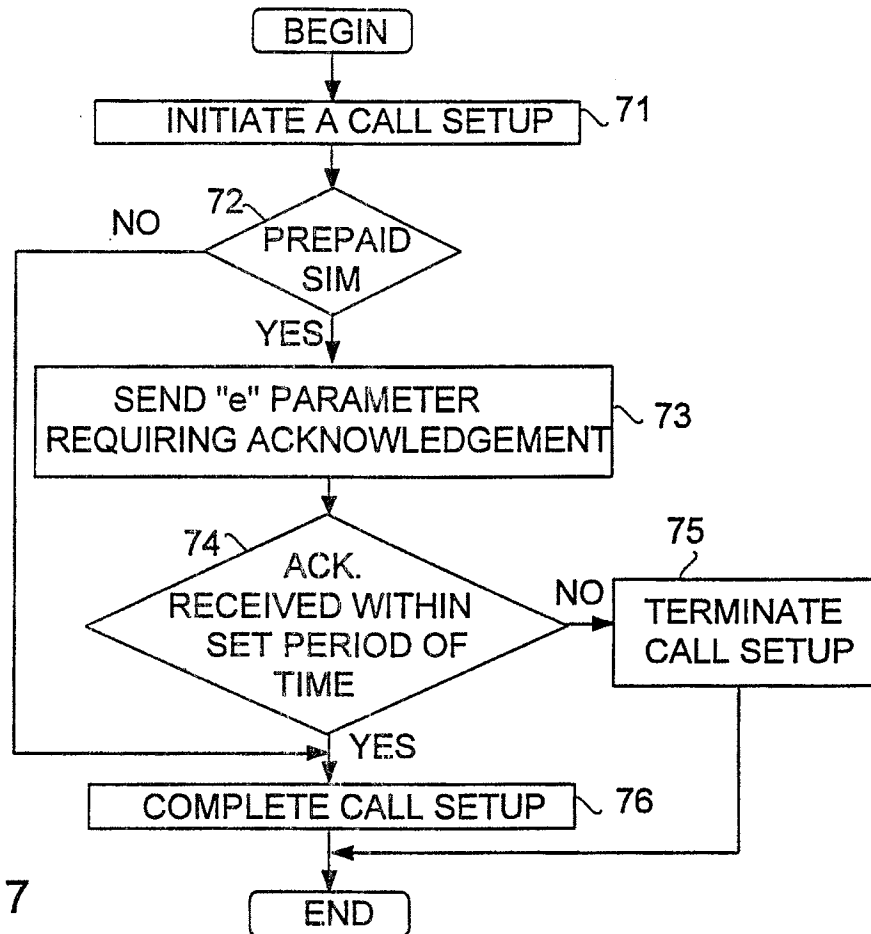 BEGIN
INITIATE A CALL SETUP
71
72
NO
PREPAID
SIM
YES
SEND "e" PARAMETER
REQUIRING ACKNOWLEDGEMENT
73
74
ACK.
RECEIVED WITHIN
SET PERIOD OF
TIME
NO
75
TERMINATE
CALL SETUP
YES
COMPLETE CALL SETUP
76
7
END